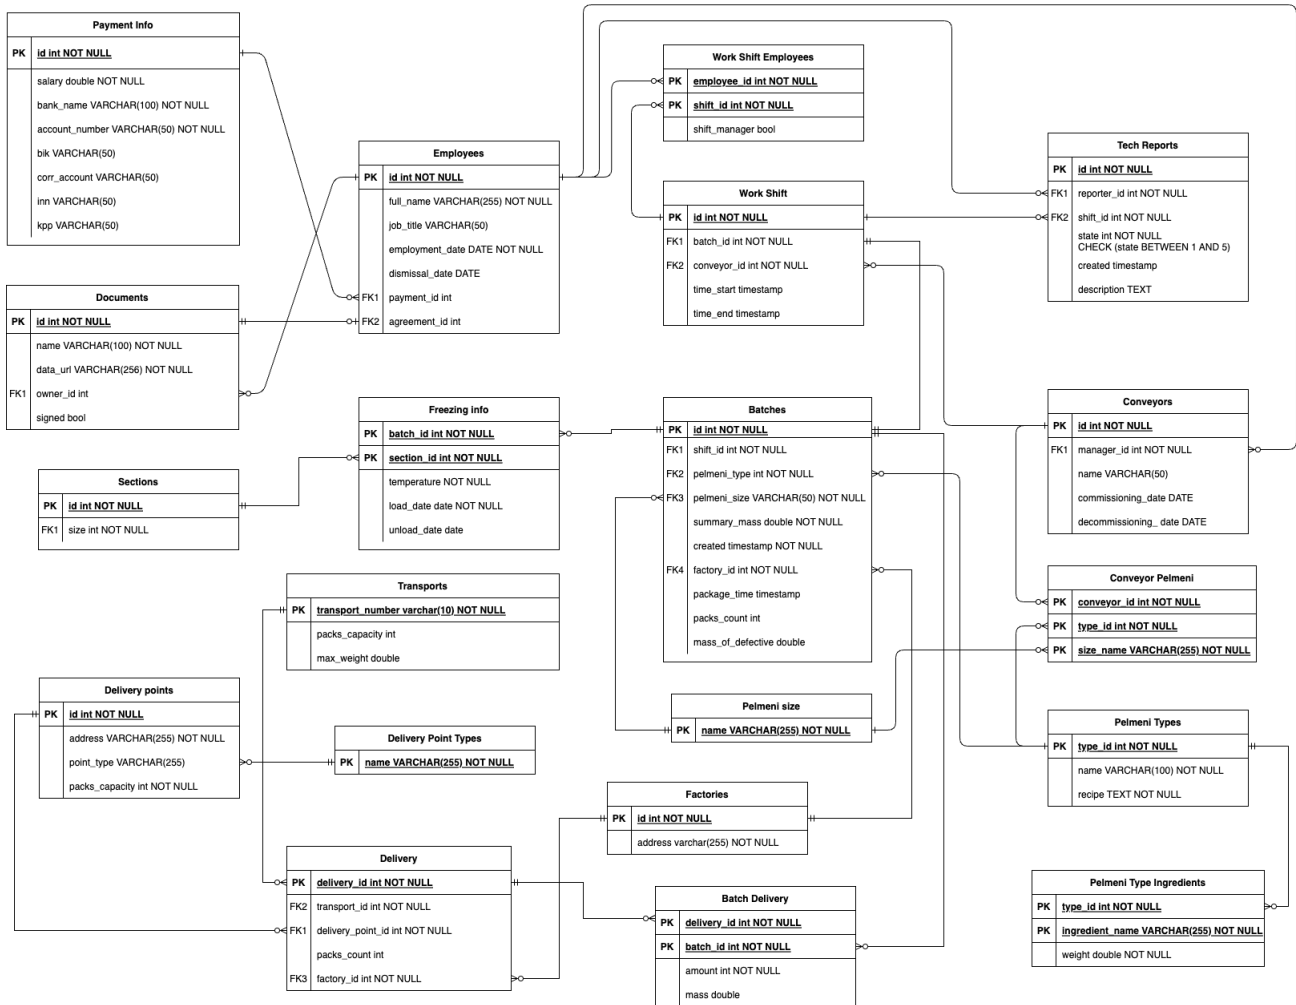 Payment Info
PK id int NOT NULL
salary double NOT NULL
bank_name VARCHAR(100) NOT NULL
account_number VARCHAR(50) NOT NULL
bik VARCHAR(50)
corr_account VARCHAR(50)
inn VARCHAR(50)
kpp VARCHAR(50)
Documents
PK id int NOT NULL
name VARCHAR(100) NOT NULL
data_url VARCHAR(256) NOT NULL
FK1 owner_id int
signed bool
Employees
PK id int NOT NULL
full_name VARCHAR(255) NOT NULL
job_title VARCHAR(50)
employment_date DATE NOT NULL
dismissal_date DATE
FK1 payment_id int
FK2 agreement_id int
Work Shift Employees
PK employee_id int NOT NULL
PK shift_id int NOT NULL
shift_manager bool
Work Shift
PK id int NOT NULL
FK1 batch_id int NOT NULL
FK2 conveyor_id int NOT NULL
time_start timestamp
time_end timestamp
Tech Reports
PK id int NOT NULL
FK1 reporter_id int NOT NULL
FK2 shift_id int NOT NULL
state int NOT NULL
CHECK (state BETWEEN 1 AND 5)
created timestamp
description TEXT
Sections
PK id int NOT NULL
FK1 size int NOT NULL
Freezing info
PK batch_id int NOT NULL
PK section_id int NOT NULL
temperature NOT NULL
load_date date NOT NULL
unload_date date
Batches
PK id int NOT NULL
FK1 shift_id int NOT NULL
FK2 pelmeni_type int NOT NULL
FK3 pelmeni_size VARCHAR(50) NOT NULL
summary_mass double NOT NULL
created timestamp NOT NULL
FK4 factory_id int NOT NULL
package_time timestamp
packs_count int
mass_of_defective double
Conveyors
PK id int NOT NULL
FK1 manager_id int NOT NULL
name VARCHAR(50)
commissioning_date DATE
decommissioning_ date DATE
Conveyor Pelmeni
PK conveyor_id int NOT NULL
PK type_id int NOT NULL
PK size_name VARCHAR(255) NOT NULL
Transports
PK transport_number varchar(10) NOT NULL
packs_capacity int
max_weight double
Delivery points
PK id int NOT NULL
address VARCHAR(255) NOT NULL
point_type VARCHAR(255)
packs_capacity int NOT NULL
Delivery Point Types
PK name VARCHAR(255) NOT NULL
Pelmeni size
PK name VARCHAR(255) NOT NULL
Pelmeni Types
PK type_id int NOT NULL
name VARCHAR(100) NOT NULL
recipe TEXT NOT NULL
Factories
PK id int NOT NULL
address varchar(255) NOT NULL
Delivery
PK delivery_id int NOT NULL
FK2 transport_id int NOT NULL
FK1 delivery_point_id int NOT NULL
packs_count int
FK3 factory_id int NOT NULL
Batch Delivery
PK delivery_id int NOT NULL
PK batch_id int NOT NULL
amount int NOT NULL
mass double
Pelmeni Type Ingredients
PK type_id int NOT NULL
PK ingredient_name VARCHAR(255) NOT NULL
weight double NOT NULL